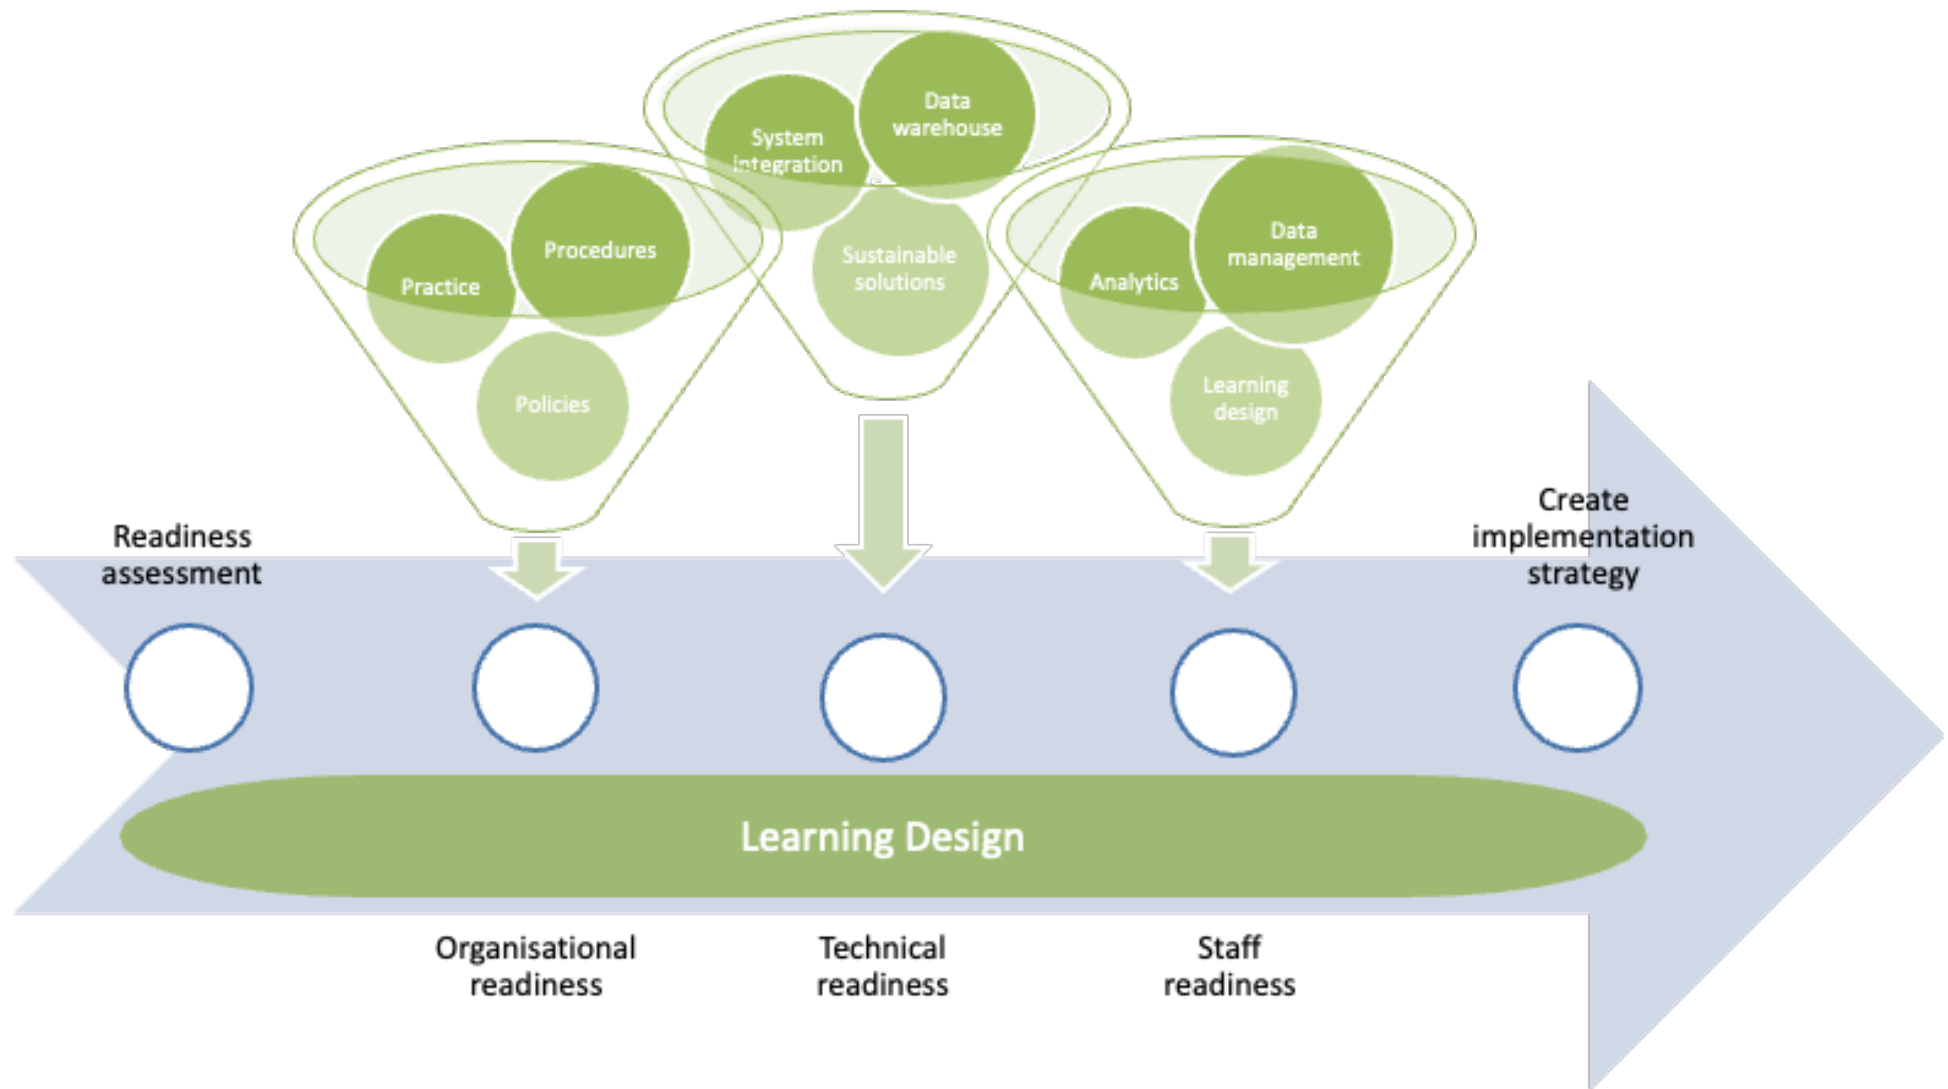 Data
warehouse
System
integration
Sustainable
solutions
Practice
Procedures
Policies
Analytics
Data
management
Learning
design
Readiness
assessment
Create
implementation
strategy
Learning Design
Organisational
readiness
Technical
readiness
Staff
readiness